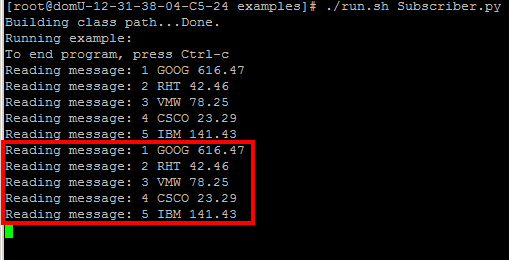 [root@domU-12-31-38-04-C5-24 examples]# ./run.sh Subscriber.py
Building class path...Done.
Running example:
To end program, press Ctrl-c
Reading message: 1 GOOG 616.47
Reading message: 2 RHT 42.46
Reading message: 3 VMW 78.25
Reading message: 4 CSCO 23.29
Reading message: 5 IBM 141.43
Reading message: 1 GOOG 616.47
Reading message: 2 RHT 42.46
Reading message: 3 VMW 78.25
Reading message: 4 CSCO 23.29
Reading message: 5 IBM 141.43